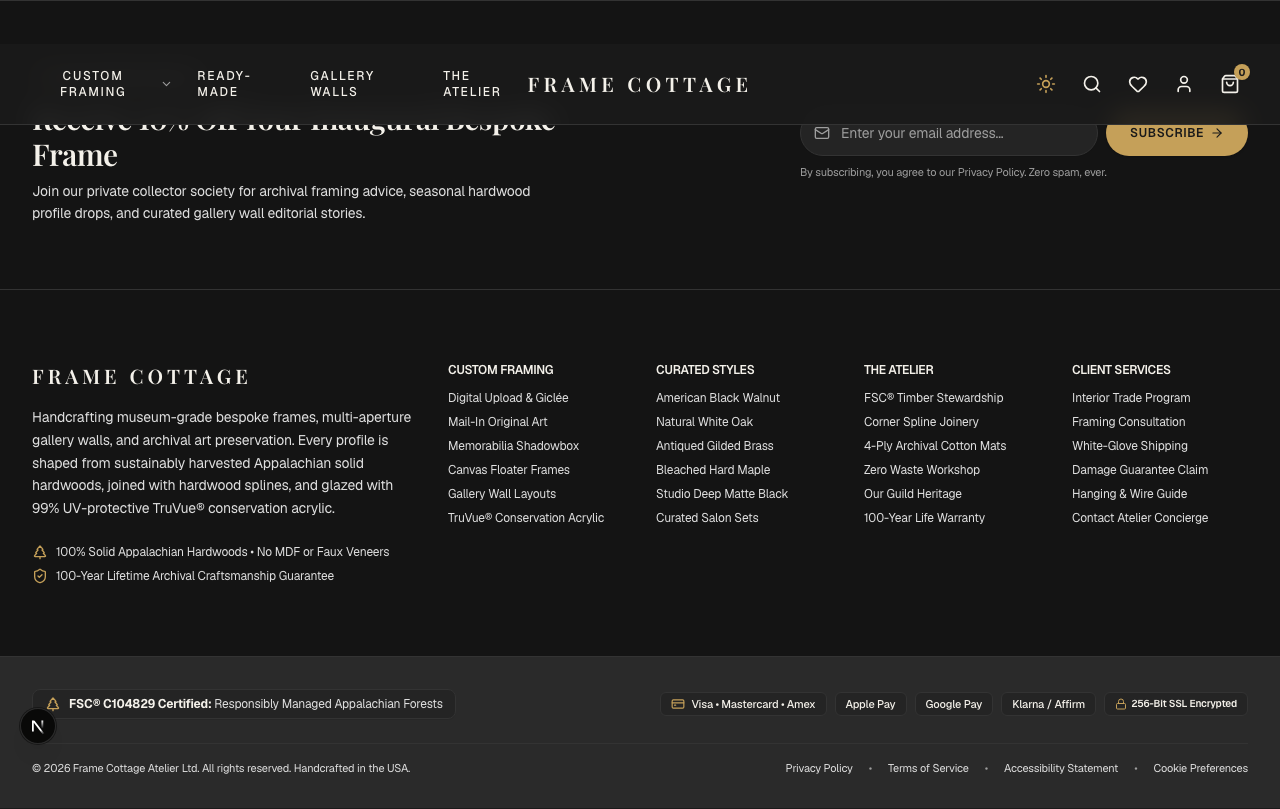 CUSTOM FRAMING
READY-MADE
GALLERY WALLS
THE ATELIER
FRAME COTTAGE
0
Receive 10% Off Your Inaugural Bespoke
Frame
Join our private collector society for archival framing advice, seasonal hardwood
profile drops, and curated gallery wall editorial stories.
Enter your email address...
SUBSCRIBE
By subscribing, you agree to our Privacy Policy. Zero spam, ever.
FRAME COTTAGE
Handcrafting museum-grade bespoke frames, multi-aperture
gallery walls, and archival art preservation. Every profile is
shaped from sustainably harvested Appalachian solid
hardwoods, joined with hardwood splines, and glazed with
99% UV-protective TruVue® conservation acrylic.
100% Solid Appalachian Hardwoods • No MDF or Faux Veneers
100-Year Lifetime Archival Craftsmanship Guarantee
CUSTOM FRAMING
Digital Upload & Giclée
Mail-In Original Art
Memorabilia Shadowbox
Canvas Floater Frames
Gallery Wall Layouts
TruVue® Conservation Acrylic
CURATED STYLES
American Black Walnut
Natural White Oak
Antiqued Gilded Brass
Bleached Hard Maple
Studio Deep Matte Black
Curated Salon Sets
THE ATELIER
FSC® Timber Stewardship
Corner Spline Joinery
4-Ply Archival Cotton Mats
Zero Waste Workshop
Our Guild Heritage
100-Year Life Warranty
CLIENT SERVICES
Interior Trade Program
Framing Consultation
White-Glove Shipping
Damage Guarantee Claim
Hanging & Wire Guide
Contact Atelier Concierge
FSC® C104829 Certified: Responsibly Managed Appalachian Forests
Visa • Mastercard • Amex
Apple Pay
Google Pay
Klarna / Affirm
256-Bit SSL Encrypted
N
© 2026 Frame Cottage Atelier Ltd. All rights reserved. Handcrafted in the USA.
Privacy Policy • Terms of Service • Accessibility Statement • Cookie Preferences